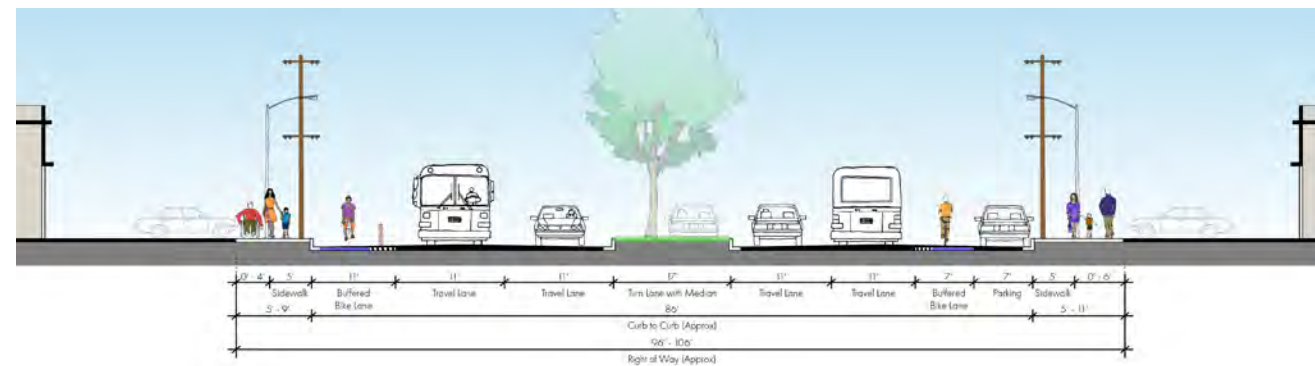 0' - 4' 5' 11' 11' 11' 17' 11' 11' 7' 7' 5' 0' - 6'
Sidewalk Buffered Travel Lane Travel Lane Turn Lane with Median Travel Lane Travel Lane Buffered Parking Sidewalk
Bike Lane Bike Lane
5' - 9' 86' 5' - 11'
Curb to Curb (Approx)
96' - 106'
Right of Way (Approx)